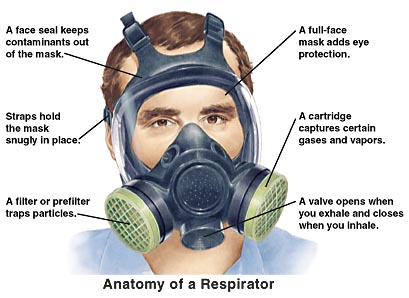 A face seal keeps
contaminants out
of the mask.
A full-face
mask adds eye
protection.
Straps hold
the mask
snugly in place.
A cartridge
captures certain
gases and vapors.
A filter or prefilter
traps particles.
A valve opens when
you exhale and closes
when you inhale.
Anatomy of a Respirator